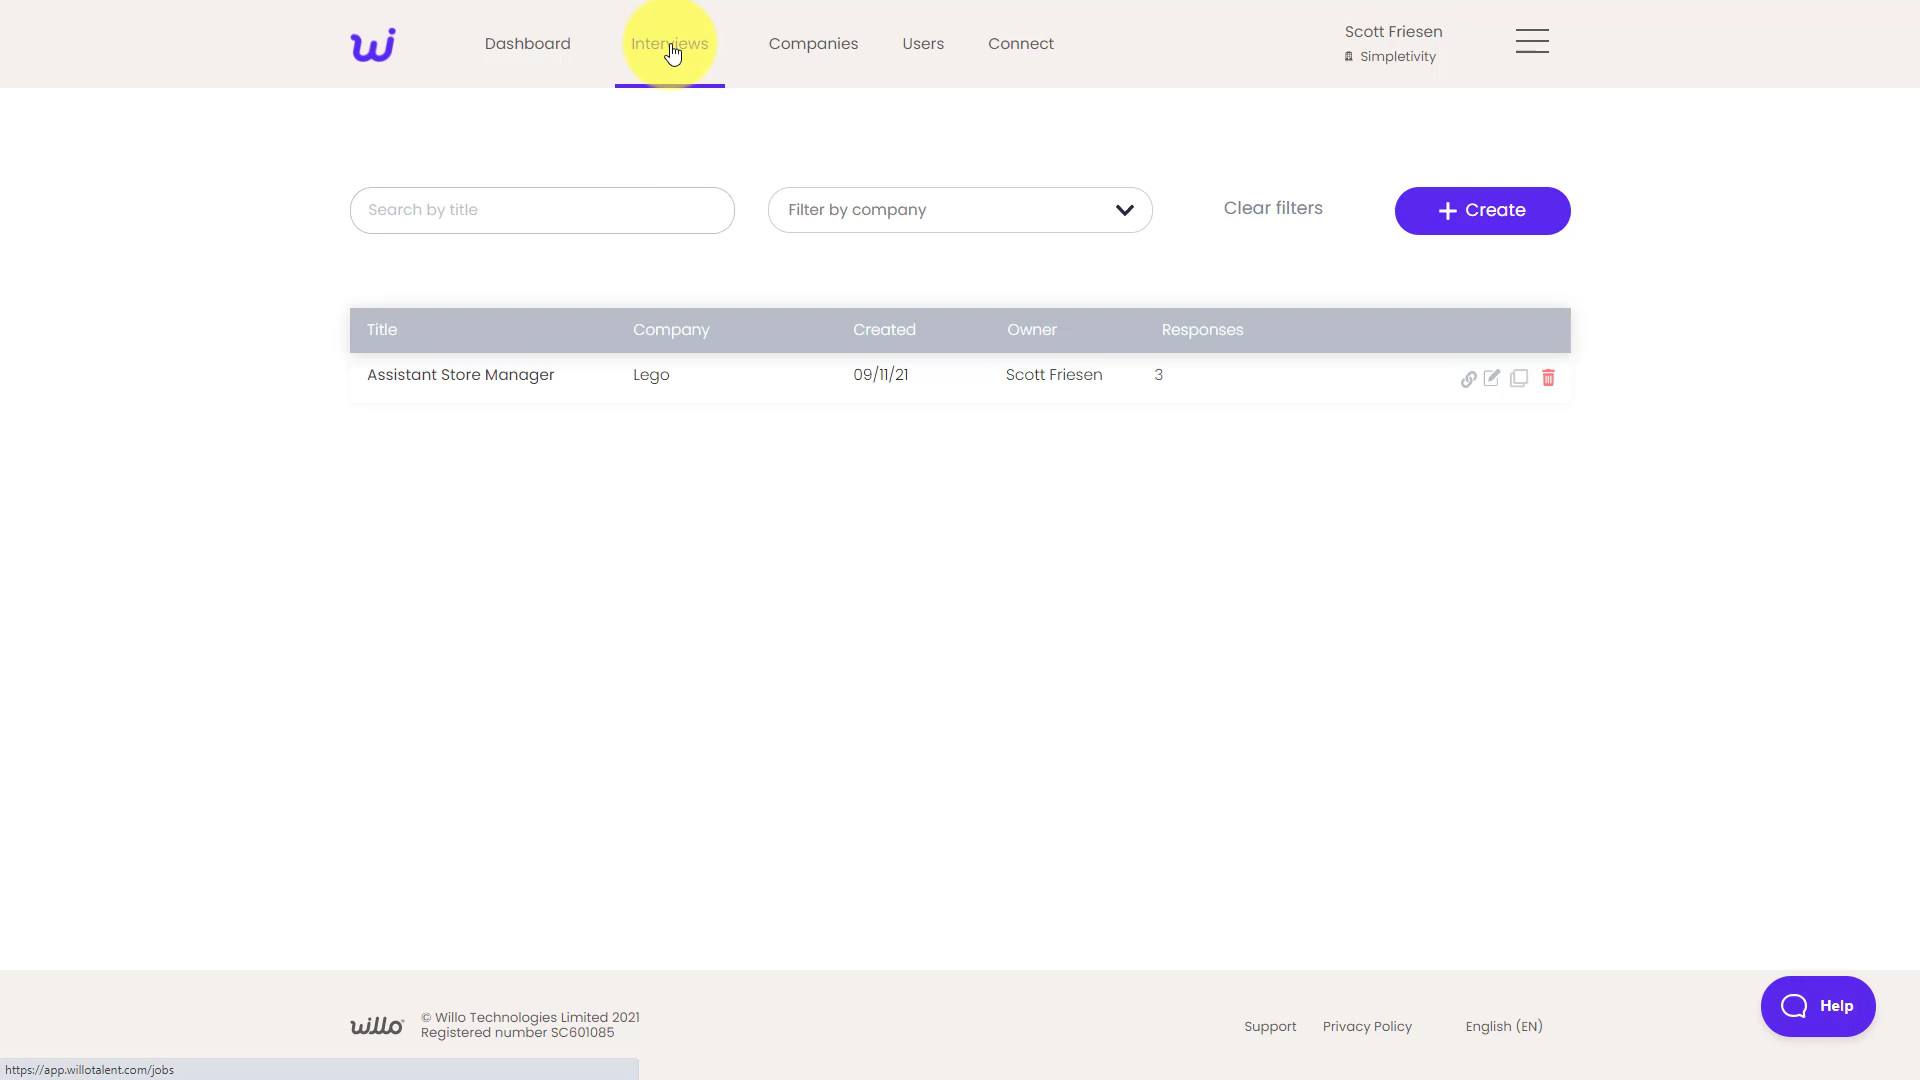 wi
Dashboard
Interviews
Companies
Users
Connect
Scott Friesen
Simpletivity
Search by title
Filter by company
Clear filters
+ Create
Title
Company
Created
Owner
Responses
Assistant Store Manager
Lego
09/11/21
Scott Friesen
3
willo
© Willo Technologies Limited 2021
Registered number SC601085
Support
Privacy Policy
English (EN)
Help
https://app.willotalent.com/jobs